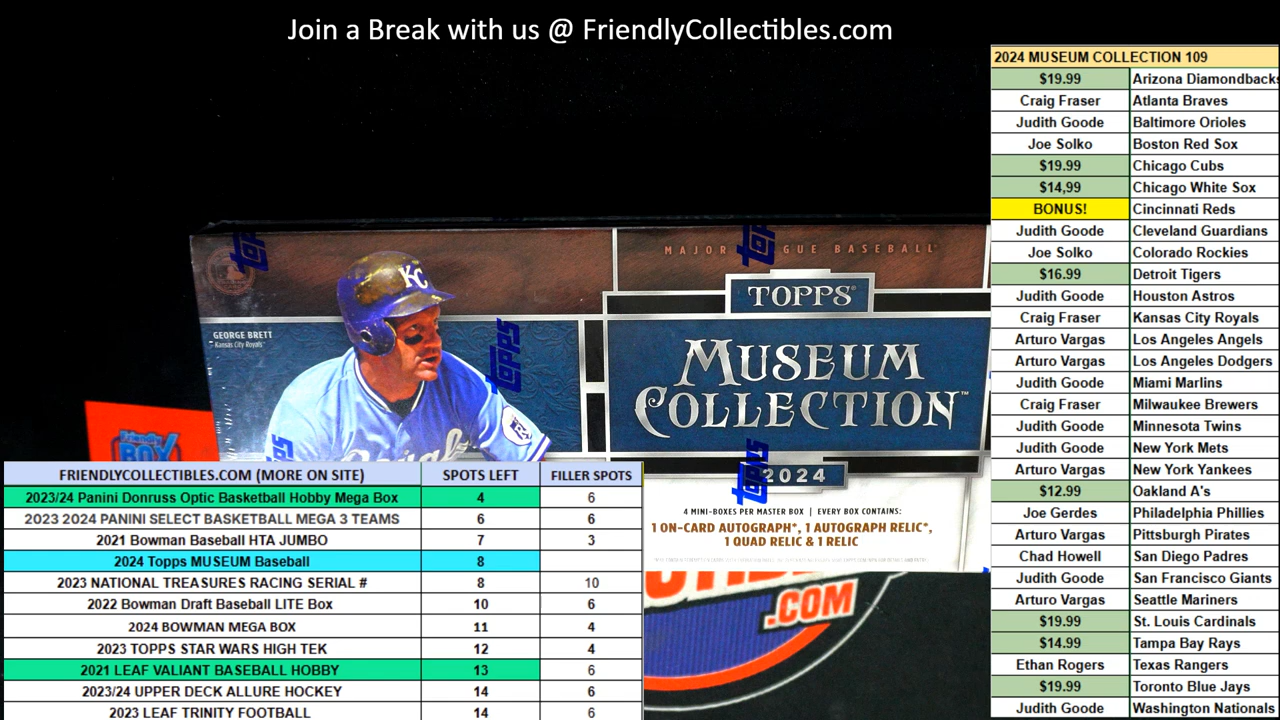 Join a Break with us @ FriendlyCollectibles.com
2024 MUSEUM COLLECTION 109
$19.99 Arizona Diamondbacks
Craig Fraser Atlanta Braves
Judith Goode Baltimore Orioles
Joe Solko Boston Red Sox
$19.99 Chicago Cubs
$14,99 Chicago White Sox
BONUS! Cincinnati Reds
Judith Goode Cleveland Guardians
Joe Solko Colorado Rockies
$16.99 Detroit Tigers
Judith Goode Houston Astros
Craig Fraser Kansas City Royals
Arturo Vargas Los Angeles Angels
Arturo Vargas Los Angeles Dodgers
Judith Goode Miami Marlins
Craig Fraser Milwaukee Brewers
Judith Goode Minnesota Twins
Judith Goode New York Mets
Arturo Vargas New York Yankees
$12.99 Oakland A's
Joe Gerdes Philadelphia Phillies
Arturo Vargas Pittsburgh Pirates
Chad Howell San Diego Padres
Judith Goode San Francisco Giants
Arturo Vargas Seattle Mariners
$19.99 St. Louis Cardinals
$14.99 Tampa Bay Rays
Ethan Rogers Texas Rangers
$19.99 Toronto Blue Jays
Judith Goode Washington Nationals
MAJOR GUE BASEBALL
TOPPS
MUSEUM
COLLECTION™
2024
4 MINI-BOXES PER MASTER BOX | EVERY BOX CONTAINS:
1 ON-CARD AUTOGRAPH*, 1 AUTOGRAPH RELIC*,
1 QUAD RELIC & 1 RELIC
GEORGE BRETT
Kansas City Royals
KC
topps
topps
topps
topps
Friendly
BOX
.COM
FRIENDLYCOLLECTIBLES.COM (MORE ON SITE) SPOTS LEFT FILLER SPOTS
2023/24 Panini Donruss Optic Basketball Hobby Mega Box 4 6
2023 2024 PANINI SELECT BASKETBALL MEGA 3 TEAMS 6 6
2021 Bowman Baseball HTA JUMBO 7 3
2024 Topps MUSEUM Baseball 8
2023 NATIONAL TREASURES RACING SERIAL # 8 10
2022 Bowman Draft Baseball LITE Box 10 6
2024 BOWMAN MEGA BOX 11 4
2023 TOPPS STAR WARS HIGH TEK 12 4
2021 LEAF VALIANT BASEBALL HOBBY 13 6
2023/24 UPPER DECK ALLURE HOCKEY 14 6
2023 LEAF TRINITY FOOTBALL 14 6